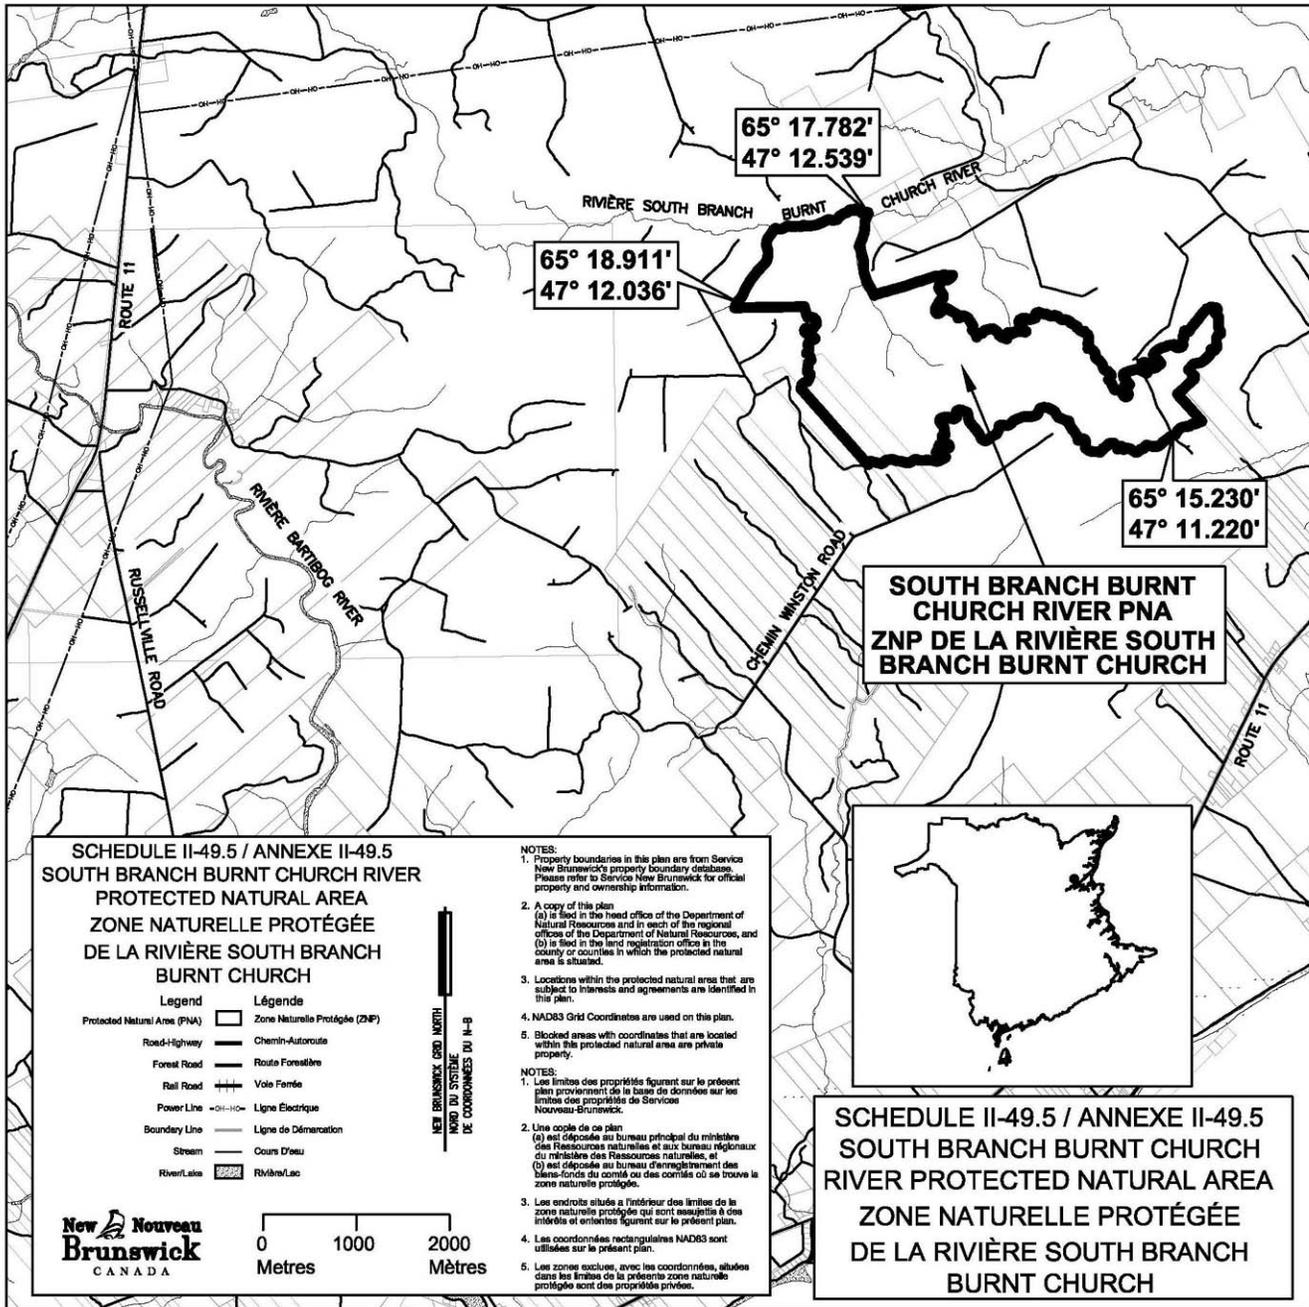 65° 17.782'
47° 12.539'
RIVIÈRE SOUTH BRANCH BURNT CHURCH RIVER
65° 18.911'
47° 12.036'
ROUTE 11
65° 15.230'
47° 11.220'
RIVIÈRE BARTIBOG RIVER
RUSSELLVILLE ROAD
CHEMIN WINSTON ROAD
SOUTH BRANCH BURNT
CHURCH RIVER PNA
ZNP DE LA RIVIÈRE SOUTH
BRANCH BURNT CHURCH
ROUTE 11
SCHEDULE II-49.5 / ANNEXE II-49.5
SOUTH BRANCH BURNT CHURCH RIVER
PROTECTED NATURAL AREA
ZONE NATURELLE PROTÉGÉE
DE LA RIVIÈRE SOUTH BRANCH
BURNT CHURCH
Legend Légende
Protected Natural Area (PNA) Zone Naturelle Protégée (ZNP)
Road-Highway Chemin-Autoroute
Forest Road Route Forestière
Rail Road Voie Ferrée
Power Line -OH-HO- Ligne Électrique
Boundary Line Ligne de Démarcation
Stream Cours D'eau
River/Lake Rivière/Lac
NEW BRUNSWICK GRID NORTH
NORD DU SYSTÈME
DE COORDONNÉES DU N-B
New Nouveau
Brunswick
CANADA
0 1000 2000
Metres Mètres
NOTES:
1. Property boundaries in this plan are from Service
New Brunswick's property boundary database.
Please refer to Service New Brunswick for official
property and ownership information.
2. A copy of this plan
(a) is filed in the head office of the Department of
Natural Resources and in each of the regional
offices of the Department of Natural Resources, and
(b) is filed in the land registration office in the
county or counties in which the protected natural
area is situated.
3. Locations within the protected natural area that are
subject to interests and agreements are identified in
this plan.
4. NAD83 Grid Coordinates are used on this plan.
5. Blocked areas with coordinates that are located
within this protected natural area are private
property.
NOTES:
1. Les limites des propriétés figurant sur le présent
plan proviennent de la base de données sur les
limites des propriétés de Services
Nouveau-Brunswick.
2. Une copie de ce plan
(a) est déposée au bureau principal du ministère
des Ressources naturelles et aux bureau régionaux
du ministère des Ressources naturelles, et
(b) est déposée au bureau d'enregistrement des
biens-fonds du comté ou des comtés où se trouve la
zone naturelle protégée.
3. Les endroits situés a l'intérieur des limites de la
zone naturelle protégée qui sont assujettis à des
intérêts et ententes figurent sur le présent plan.
4. Les coordonnées rectangulaires NAD83 sont
utilisées sur le présent plan.
5. Les zones exclues, avec les coordonnées, situées
dans les limites de la présente zone naturelle
protégée sont des propriétés privées.
SCHEDULE II-49.5 / ANNEXE II-49.5
SOUTH BRANCH BURNT CHURCH
RIVER PROTECTED NATURAL AREA
ZONE NATURELLE PROTÉGÉE
DE LA RIVIÈRE SOUTH BRANCH
BURNT CHURCH